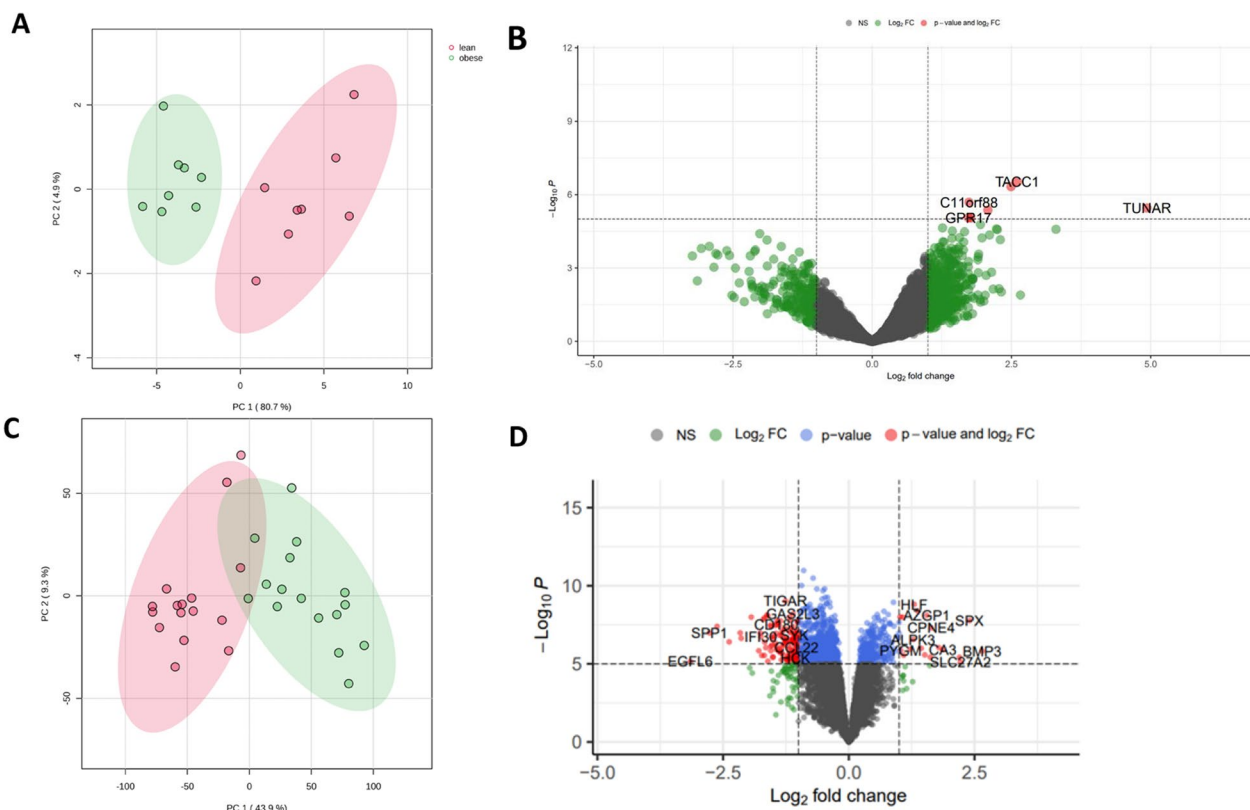 A
lean
obese
2
0
-2
-4
PC 2 ( 4.9 %)
-5
0
5
10
PC 1 ( 80.7 %)
B
NS
Log₂ FC
p – value and log₂ FC
12
9
6
3
0
−Log₁₀ P
TACC1
C11orf88
GPR17
TUNAR
−5.0
−2.5
0.0
2.5
5.0
Log₂ fold change
C
50
0
-50
PC 2 ( 9.3 %)
-100
-50
0
50
100
PC 1 ( 43.9 %)
D
NS
Log₂ FC
p−value
p – value and log₂ FC
15
10
5
0
−Log₁₀ P
TIGAR
GAS2L3
CD180
SPP1
IFI30
SYK
CCL22
HCK
EGFL6
HLF
AZGP1
SPX
CPNE4
ALPK3
PYGM
CA3
BMP3
SLC27A2
−5.0
−2.5
0.0
2.5
Log₂ fold change